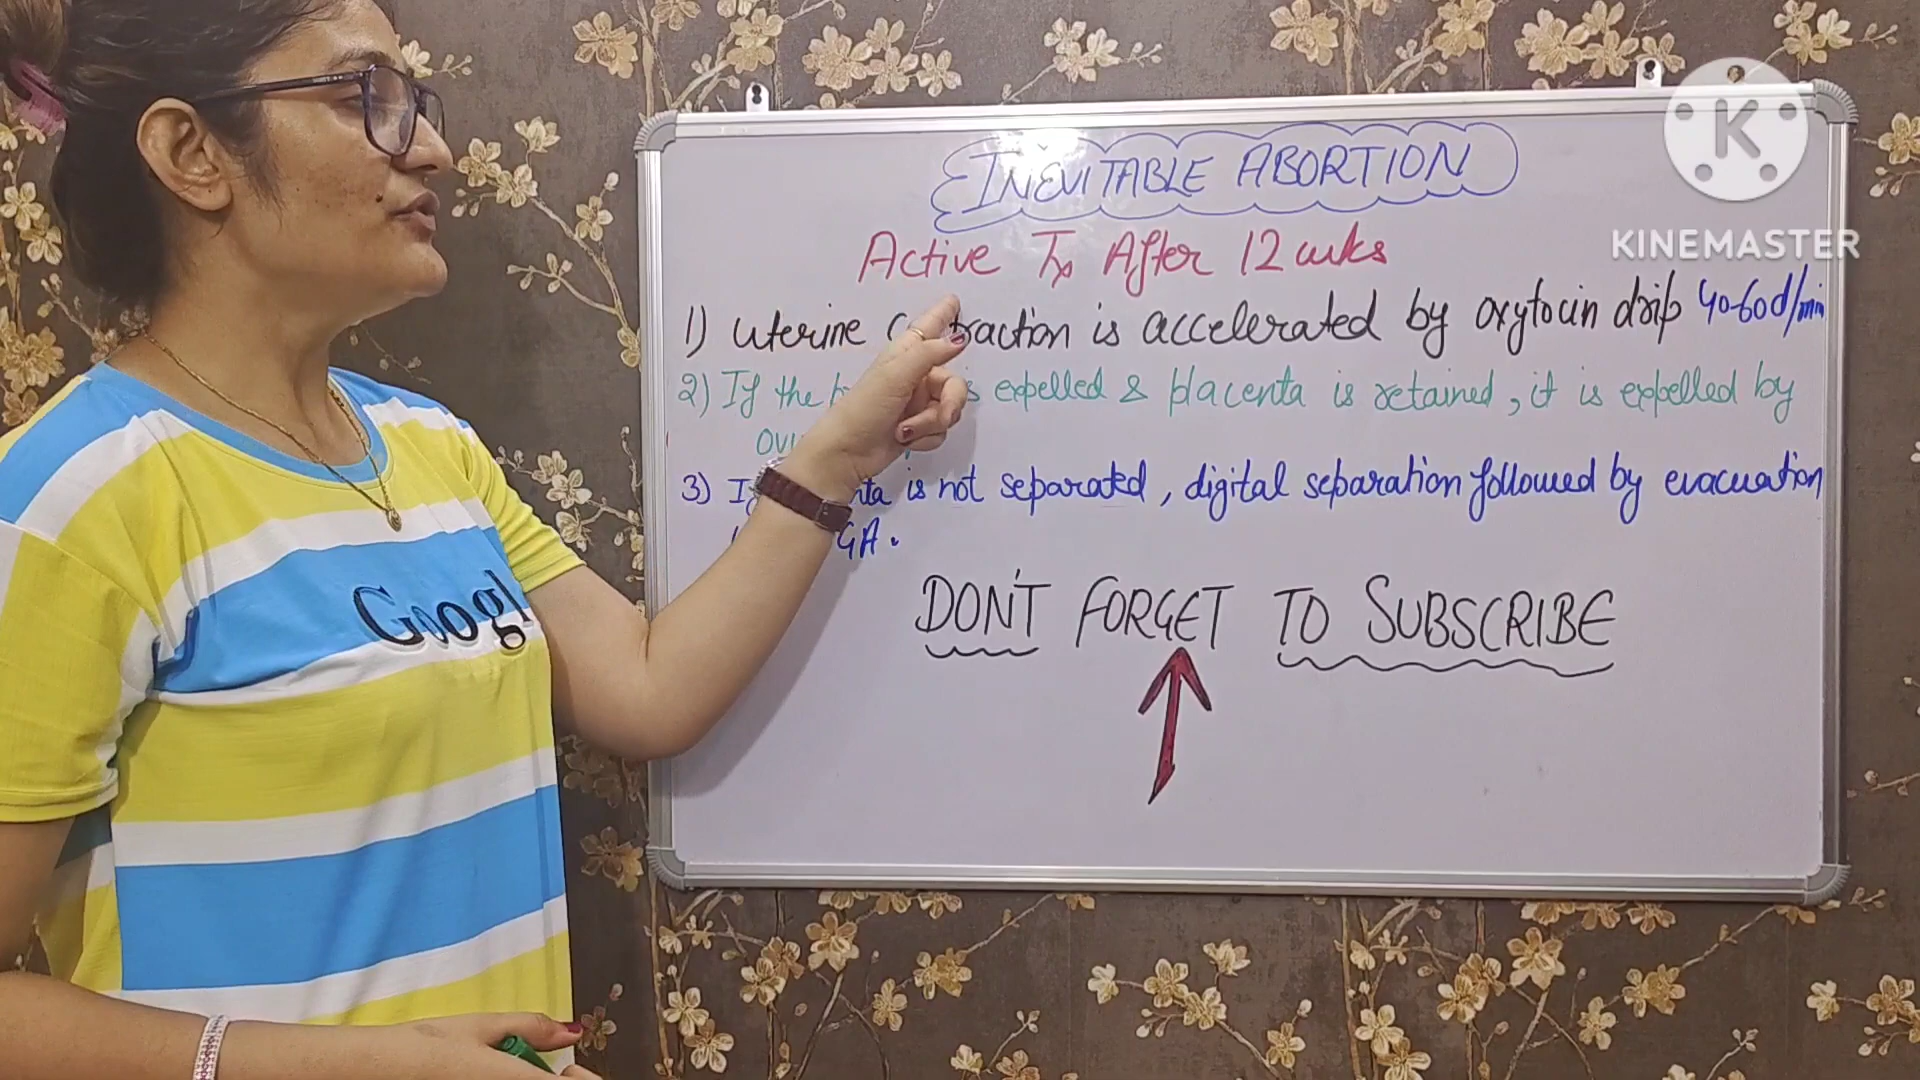 INEVITABLE ABORTION
KINEMASTER
Active Tx After 12 wks
1) Uterine is accelerated by oxytocin drip 40-60d/min
2) If the expelled & placenta is retained, it is expelled by
3) is not separated, digital separation followed by evacuation
GA.
DON'T FORGET TO SUBSCRIBE
Googl